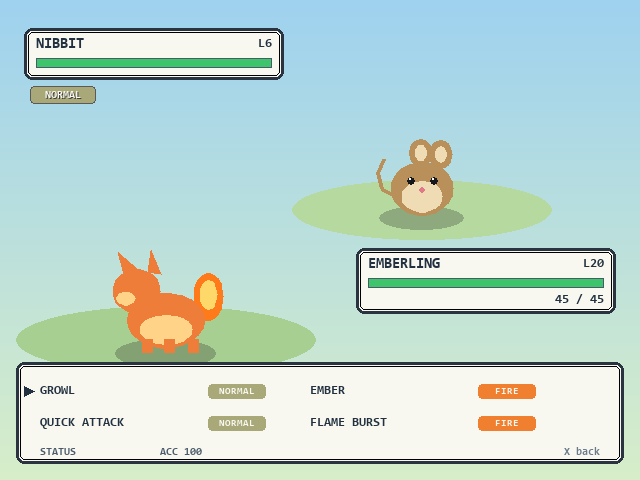 NIBBIT L6
NORMAL
EMBERLING L20
45 / 45
▶GROWL NORMAL EMBER FIRE
QUICK ATTACK NORMAL FLAME BURST FIRE
STATUS ACC 100 X back